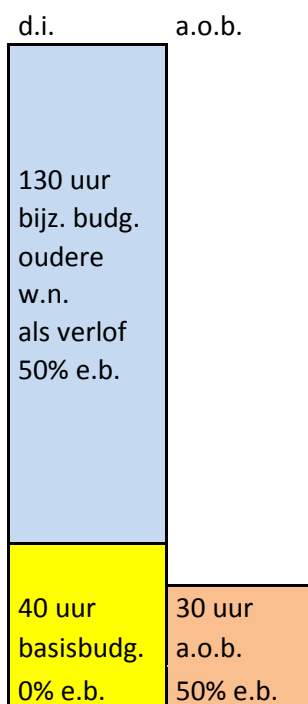 d.i. a.o.b.
130 uur
bijz. budg.
oudere
w.n.
als verlof
50% e.b.
40 uur
basisbudg.
0% e.b.
30 uur
a.o.b.
50% e.b.